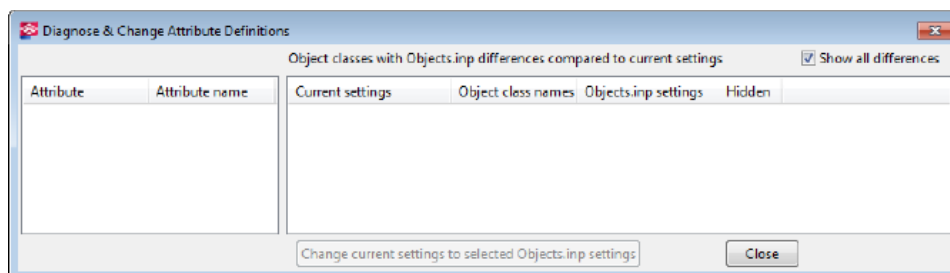 Diagnose & Change Attribute Definitions
Object classes with Objects.inp differences compared to current settings Show all differences
Attribute Attribute name Current settings Object class names Objects.inp settings Hidden
Change current settings to selected Objects.inp settings Close